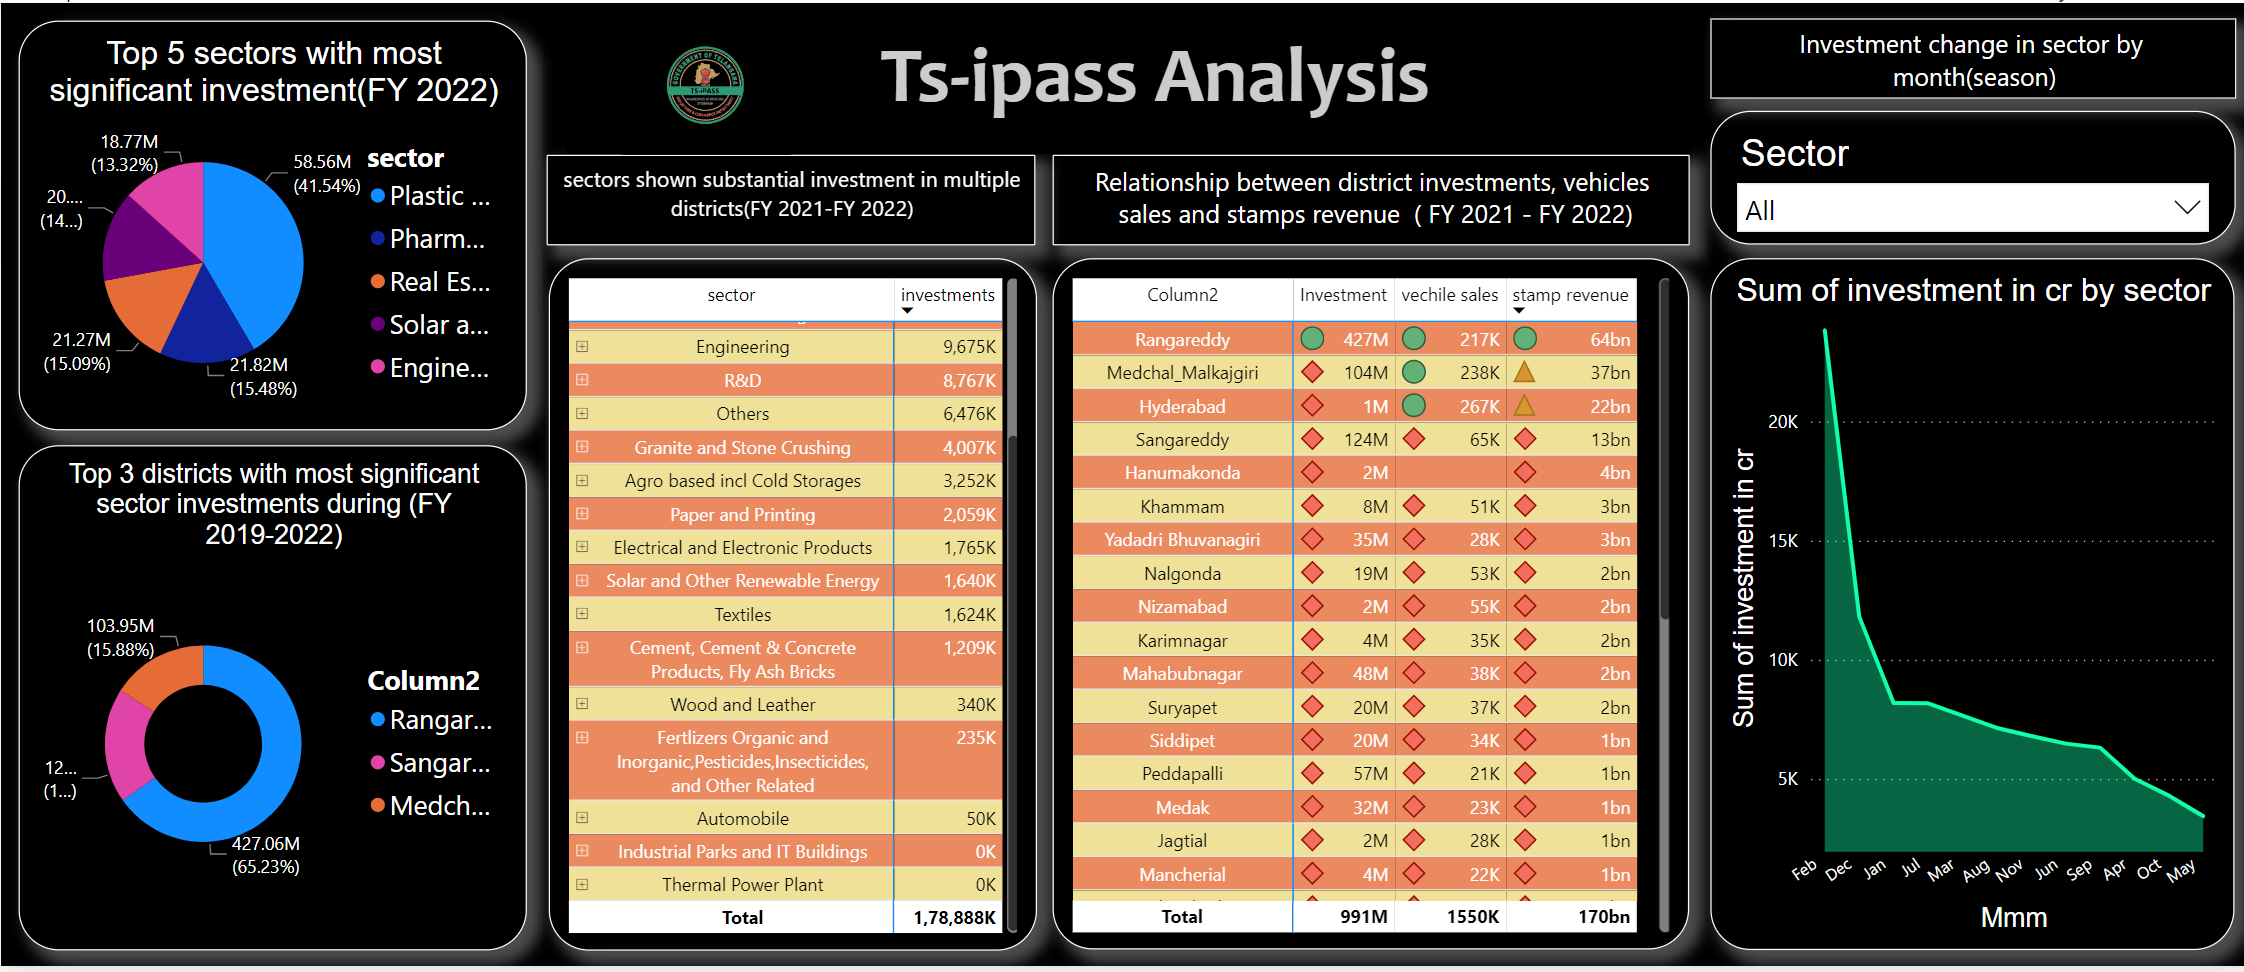 Top 5 sectors with most
significant investment(FY 2022)
18.77M
(13.32%)
58.56M
(41.54%)
20....
(14...)
21.27M
(15.09%)
21.82M
(15.48%)
sector
Plastic ...
Pharm...
Real Es...
Solar a...
Engine...
Top 3 districts with most significant
sector investments during (FY
2019-2022)
103.95M
(15.88%)
12...
(1...)
427.06M
(65.23%)
Column2
Rangar...
Sangar...
Medch...
GOVERNMENT OF TELANGANA
TS-iPASS
Ts-ipass Analysis
sectors shown substantial investment in multiple
districts(FY 2021-FY 2022)
sector investments
Engineering 9,675K
R&D 8,767K
Others 6,476K
Granite and Stone Crushing 4,007K
Agro based incl Cold Storages 3,252K
Paper and Printing 2,059K
Electrical and Electronic Products 1,765K
Solar and Other Renewable Energy 1,640K
Textiles 1,624K
Cement, Cement & Concrete 1,209K
Products, Fly Ash Bricks
Wood and Leather 340K
Fertlizers Organic and 235K
Inorganic,Pesticides,Insecticides,
and Other Related
Automobile 50K
Industrial Parks and IT Buildings 0K
Thermal Power Plant 0K
Total 1,78,888K
Relationship between district investments, vehicles
sales and stamps revenue ( FY 2021 - FY 2022)
Column2 Investment vechile sales stamp revenue
Rangareddy 427M 217K 64bn
Medchal_Malkajgiri 104M 238K 37bn
Hyderabad 1M 267K 22bn
Sangareddy 124M 65K 13bn
Hanumakonda 2M 4bn
Khammam 8M 51K 3bn
Yadadri Bhuvanagiri 35M 28K 3bn
Nalgonda 19M 53K 2bn
Nizamabad 2M 55K 2bn
Karimnagar 4M 35K 2bn
Mahabubnagar 48M 38K 2bn
Suryapet 20M 37K 2bn
Siddipet 20M 34K 1bn
Peddapalli 57M 21K 1bn
Medak 32M 23K 1bn
Jagtial 2M 28K 1bn
Mancherial 4M 22K 1bn
Total 991M 1550K 170bn
Investment change in sector by
month(season)
Sector
All
Sum of investment in cr by sector
Sum of investment in cr
20K
15K
10K
5K
Feb Dec Jan Jul Mar Aug Nov Jun Sep Apr Oct May
Mmm